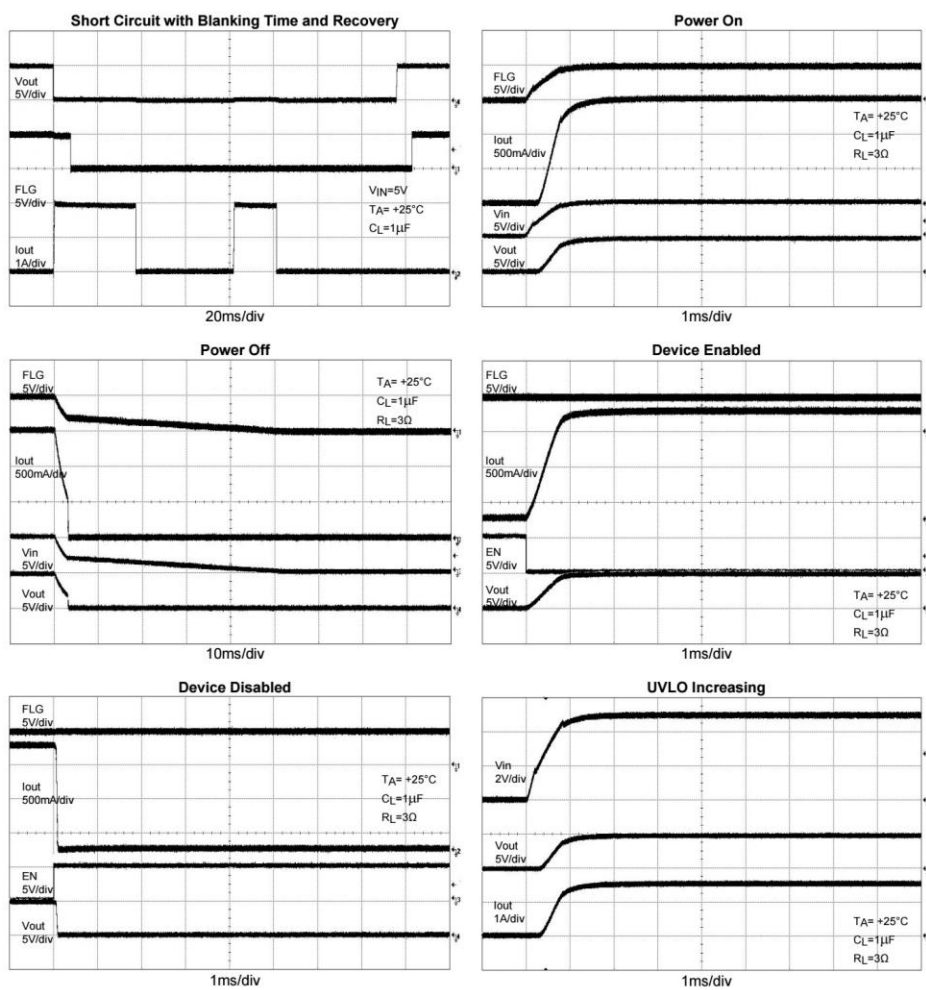 Short Circuit with Blanking Time and Recovery
Vout
5V/div
FLG
5V/div
Iout
1A/div
VIN=5V
TA= +25°C
CL=1µF
20ms/div
Power On
FLG
5V/div
Iout
500mA/div
Vin
5V/div
Vout
5V/div
TA= +25°C
CL=1µF
RL=3Ω
1ms/div
Power Off
FLG
5V/div
Iout
500mA/div
Vin
5V/div
Vout
5V/div
TA= +25°C
CL=1µF
RL=3Ω
10ms/div
Device Enabled
FLG
5V/div
Iout
500mA/div
EN
5V/div
Vout
5V/div
TA= +25°C
CL=1µF
RL=3Ω
1ms/div
Device Disabled
FLG
5V/div
Iout
500mA/div
EN
5V/div
Vout
5V/div
TA= +25°C
CL=1µF
RL=3Ω
1ms/div
UVLO Increasing
Vin
2V/div
Vout
5V/div
Iout
1A/div
TA= +25°C
CL=1µF
RL=3Ω
1ms/div